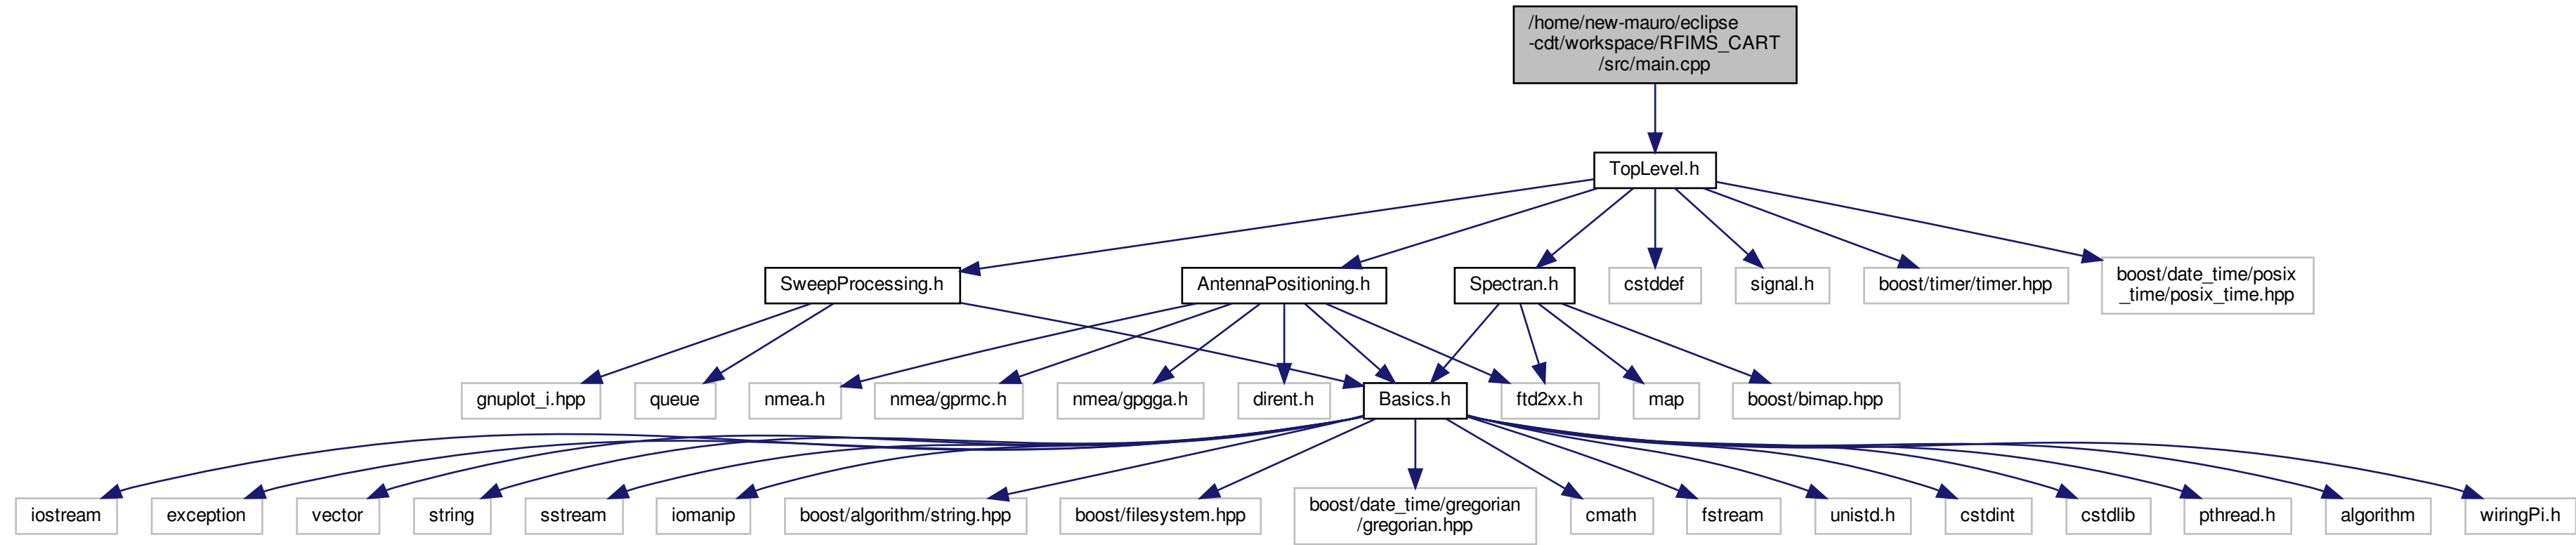 /home/new-mauro/eclipse
-cdt/workspace/RFIMS_CART
/src/main.cpp
TopLevel.h
SweepProcessing.h
AntennaPositioning.h
Spectran.h
cstddef
signal.h
boost/timer/timer.hpp
boost/date_time/posix
_time/posix_time.hpp
gnuplot_i.hpp
queue
nmea.h
nmea/gprmc.h
nmea/gpgga.h
dirent.h
Basics.h
ftd2xx.h
map
boost/bimap.hpp
iostream
exception
vector
string
sstream
iomanip
boost/algorithm/string.hpp
boost/filesystem.hpp
boost/date_time/gregorian
/gregorian.hpp
cmath
fstream
unistd.h
cstdint
cstdlib
pthread.h
algorithm
wiringPi.h